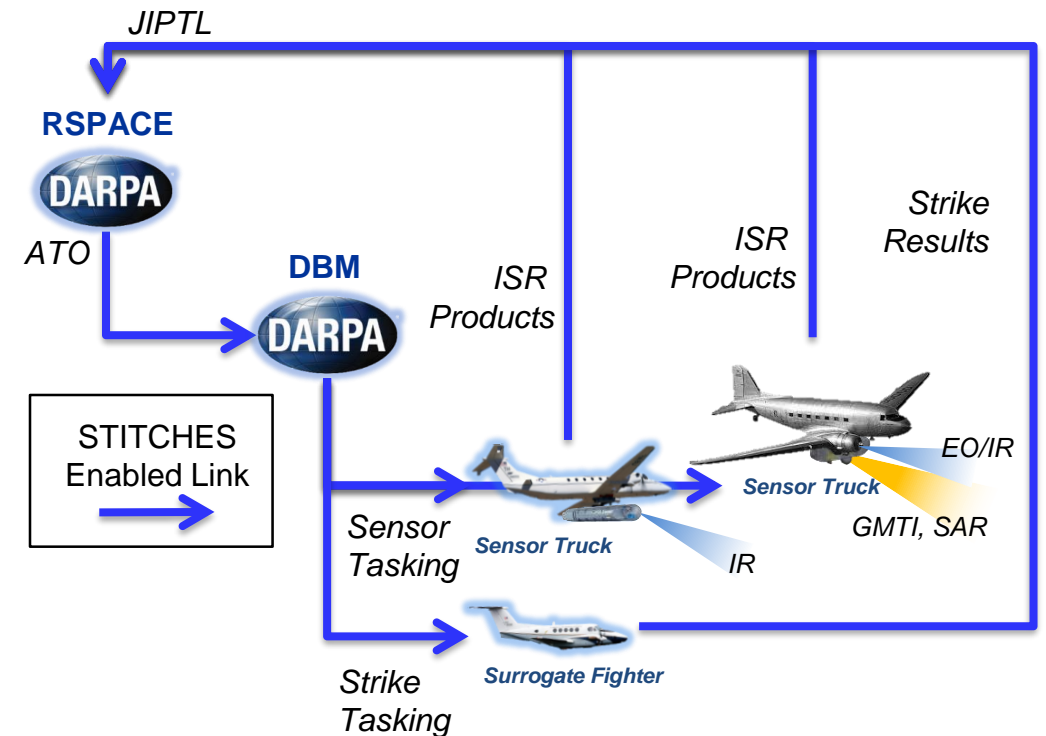 JIPTL
RSPACE
DARPA
ATO
DBM
DARPA
ISR
Products
ISR
Products
Strike
Results
STITCHES
Enabled Link
Sensor
Tasking
Sensor Truck
IR
Sensor Truck
EO/IR
GMTI, SAR
Strike
Tasking
Surrogate Fighter